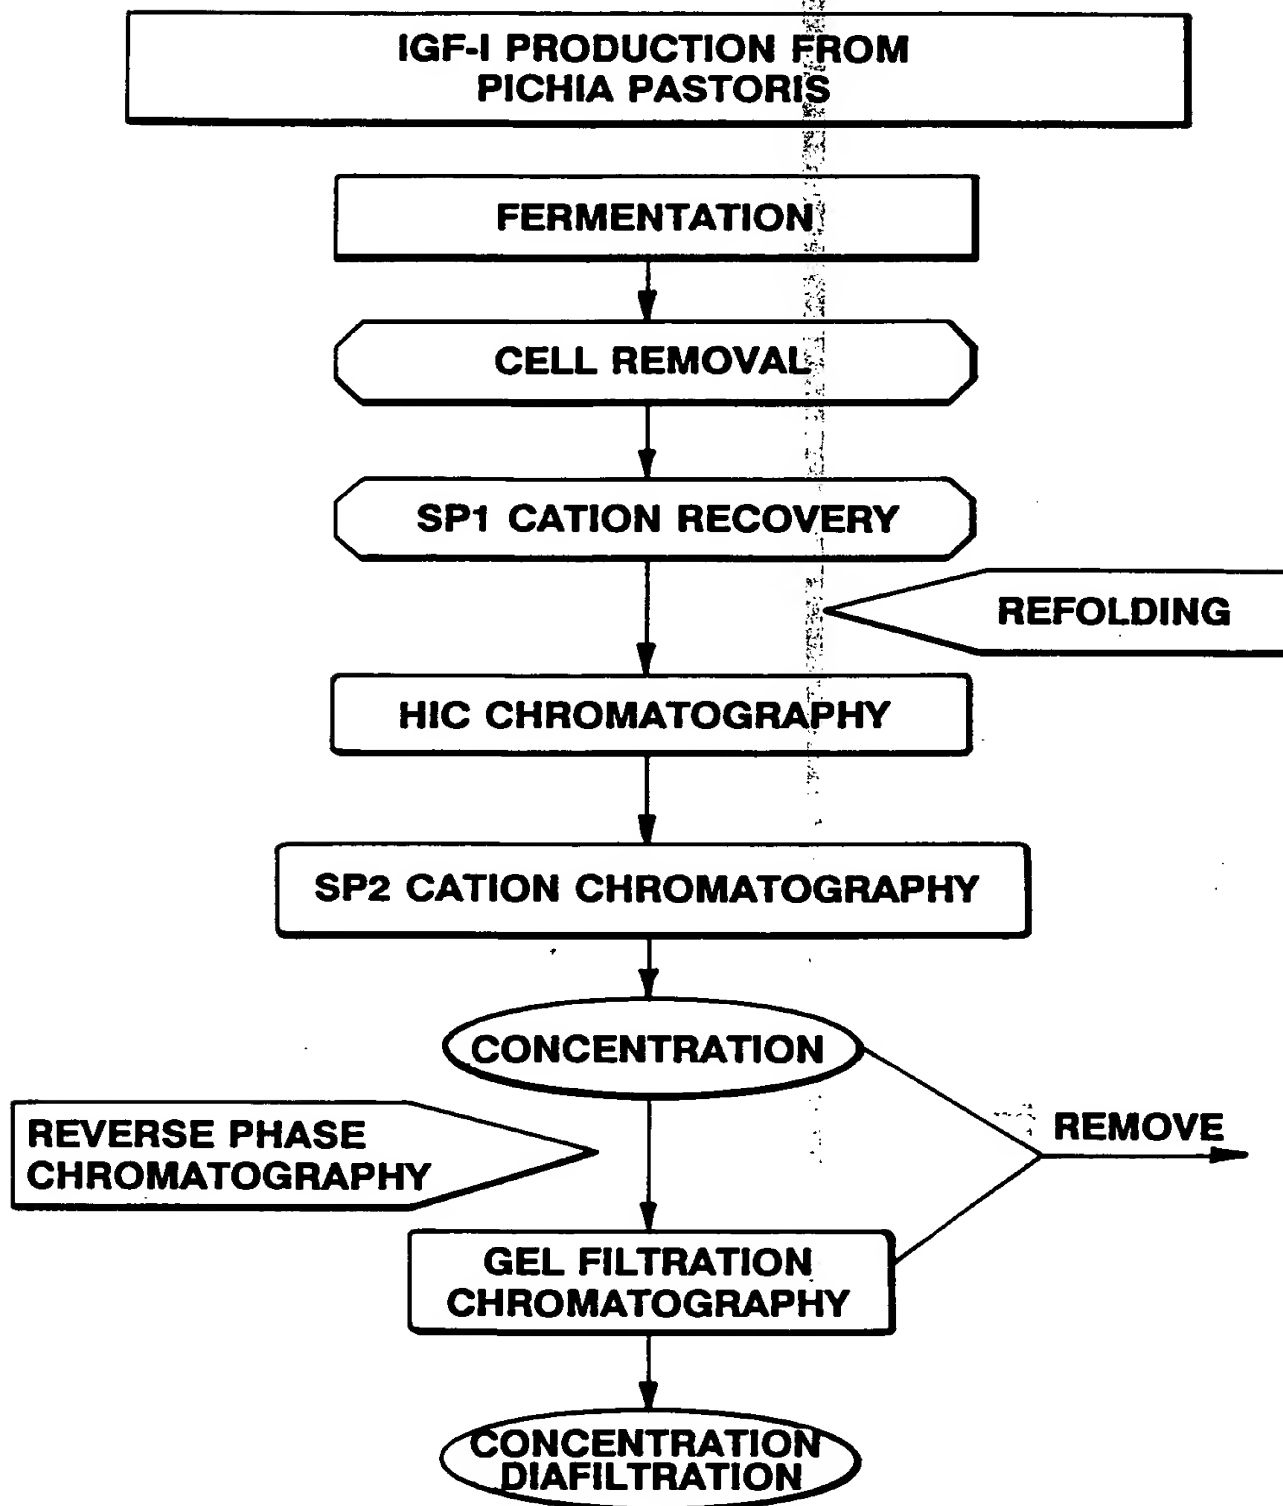 IGF-I PRODUCTION FROM
PICHIA PASTORIS
FERMENTATION
CELL REMOVAL
SP1 CATION RECOVERY
REFOLDING
HIC CHROMATOGRAPHY
SP2 CATION CHROMATOGRAPHY
CONCENTRATION
REVERSE PHASE
CHROMATOGRAPHY
REMOVE
GEL FILTRATION
CHROMATOGRAPHY
CONCENTRATION
DIAFILTRATION